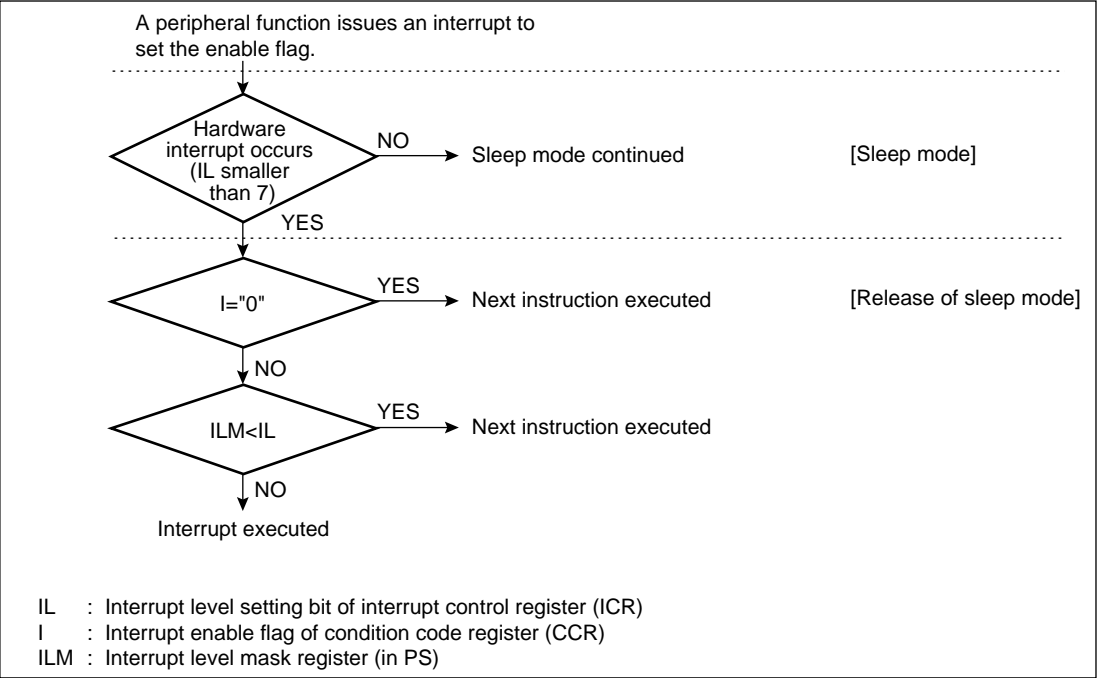 A peripheral function issues an interrupt to
set the enable flag.
Hardware
interrupt occurs
(IL smaller
than 7)
NO
Sleep mode continued
[Sleep mode]
YES
I="0"
YES
Next instruction executed
[Release of sleep mode]
NO
ILM<IL
YES
Next instruction executed
NO
Interrupt executed
IL : Interrupt level setting bit of interrupt control register (ICR)
I : Interrupt enable flag of condition code register (CCR)
ILM : Interrupt level mask register (in PS)